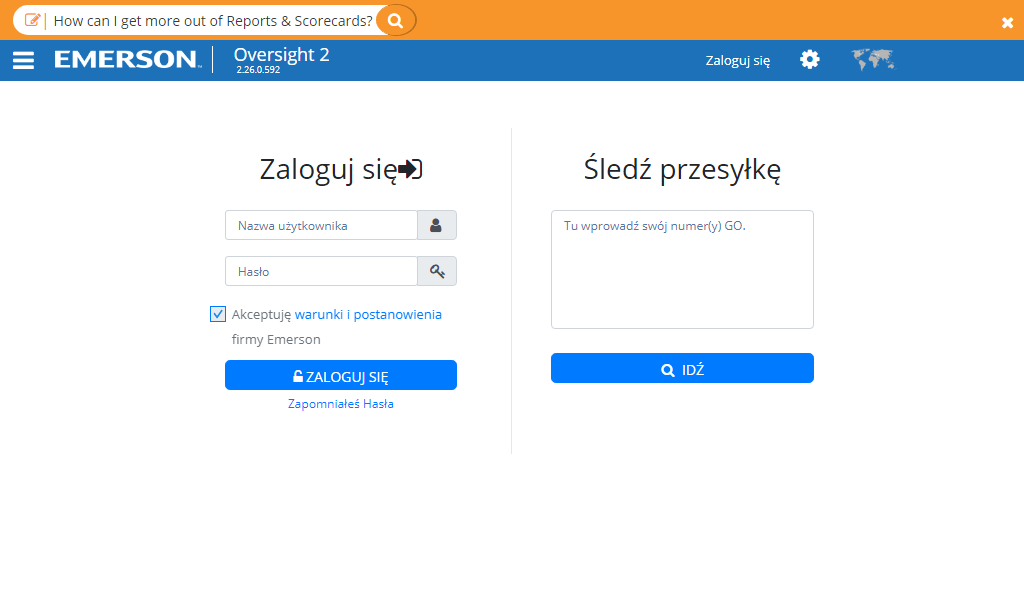 How can I get more out of Reports & Scorecards?
EMERSON™
Oversight 2
2.26.0.592
Zaloguj się
Zaloguj się
Nazwa użytkownika
Hasło
Akceptuję warunki i postanowienia
firmy Emerson
ZALOGUJ SIĘ
Zapomniałeś Hasła
Śledź przesyłkę
Tu wprowadź swój numer(y) GO.
IDŹ